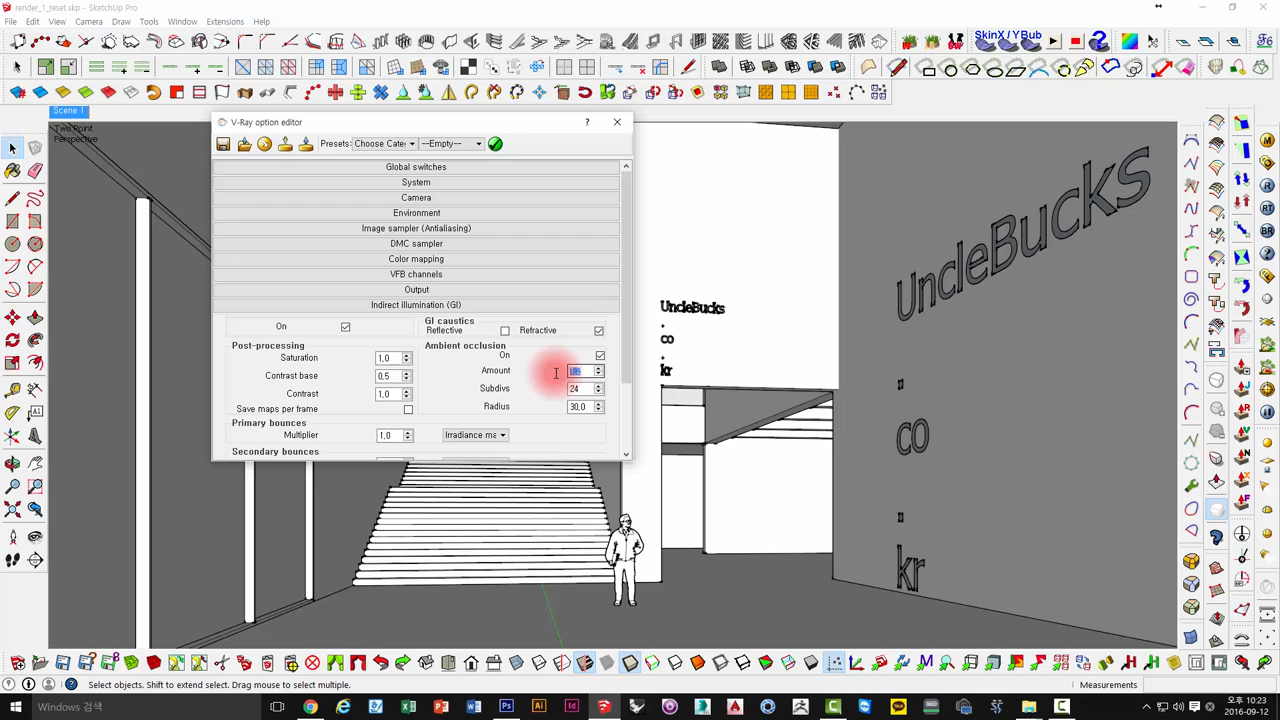 render_1_reset.skp - SketchUp Pro
File Edit View Camera Draw Tools Window Extensions Help
SkinX / YBub
Scene 1
Two Point
Perspective
V-Ray option editor
Presets: Choose Cate --Empty--
Global switches
System
Camera
Environment
Image sampler (Antialiasing)
DMC sampler
Color mapping
VFB channels
Output
Indirect illumination (GI)
On
GI caustics
Reflective Refractive
Post-processing
Saturation 1,0
Contrast base 0,5
Contrast 1,0
Save maps per frame
Ambient occlusion
On
Amount
Subdivs 24
Radius 30,0
Primary bounces
Multiplier 1,0 Irradiance ma
Secondary bounces
UncleBucks
.
co
.
kr
UncleBucks
.
co
.
kr
Select objects. Shift to extend select. Drag mouse to select multiple.
Measurements
Windows 검색
오후 10:23
2016-09-12